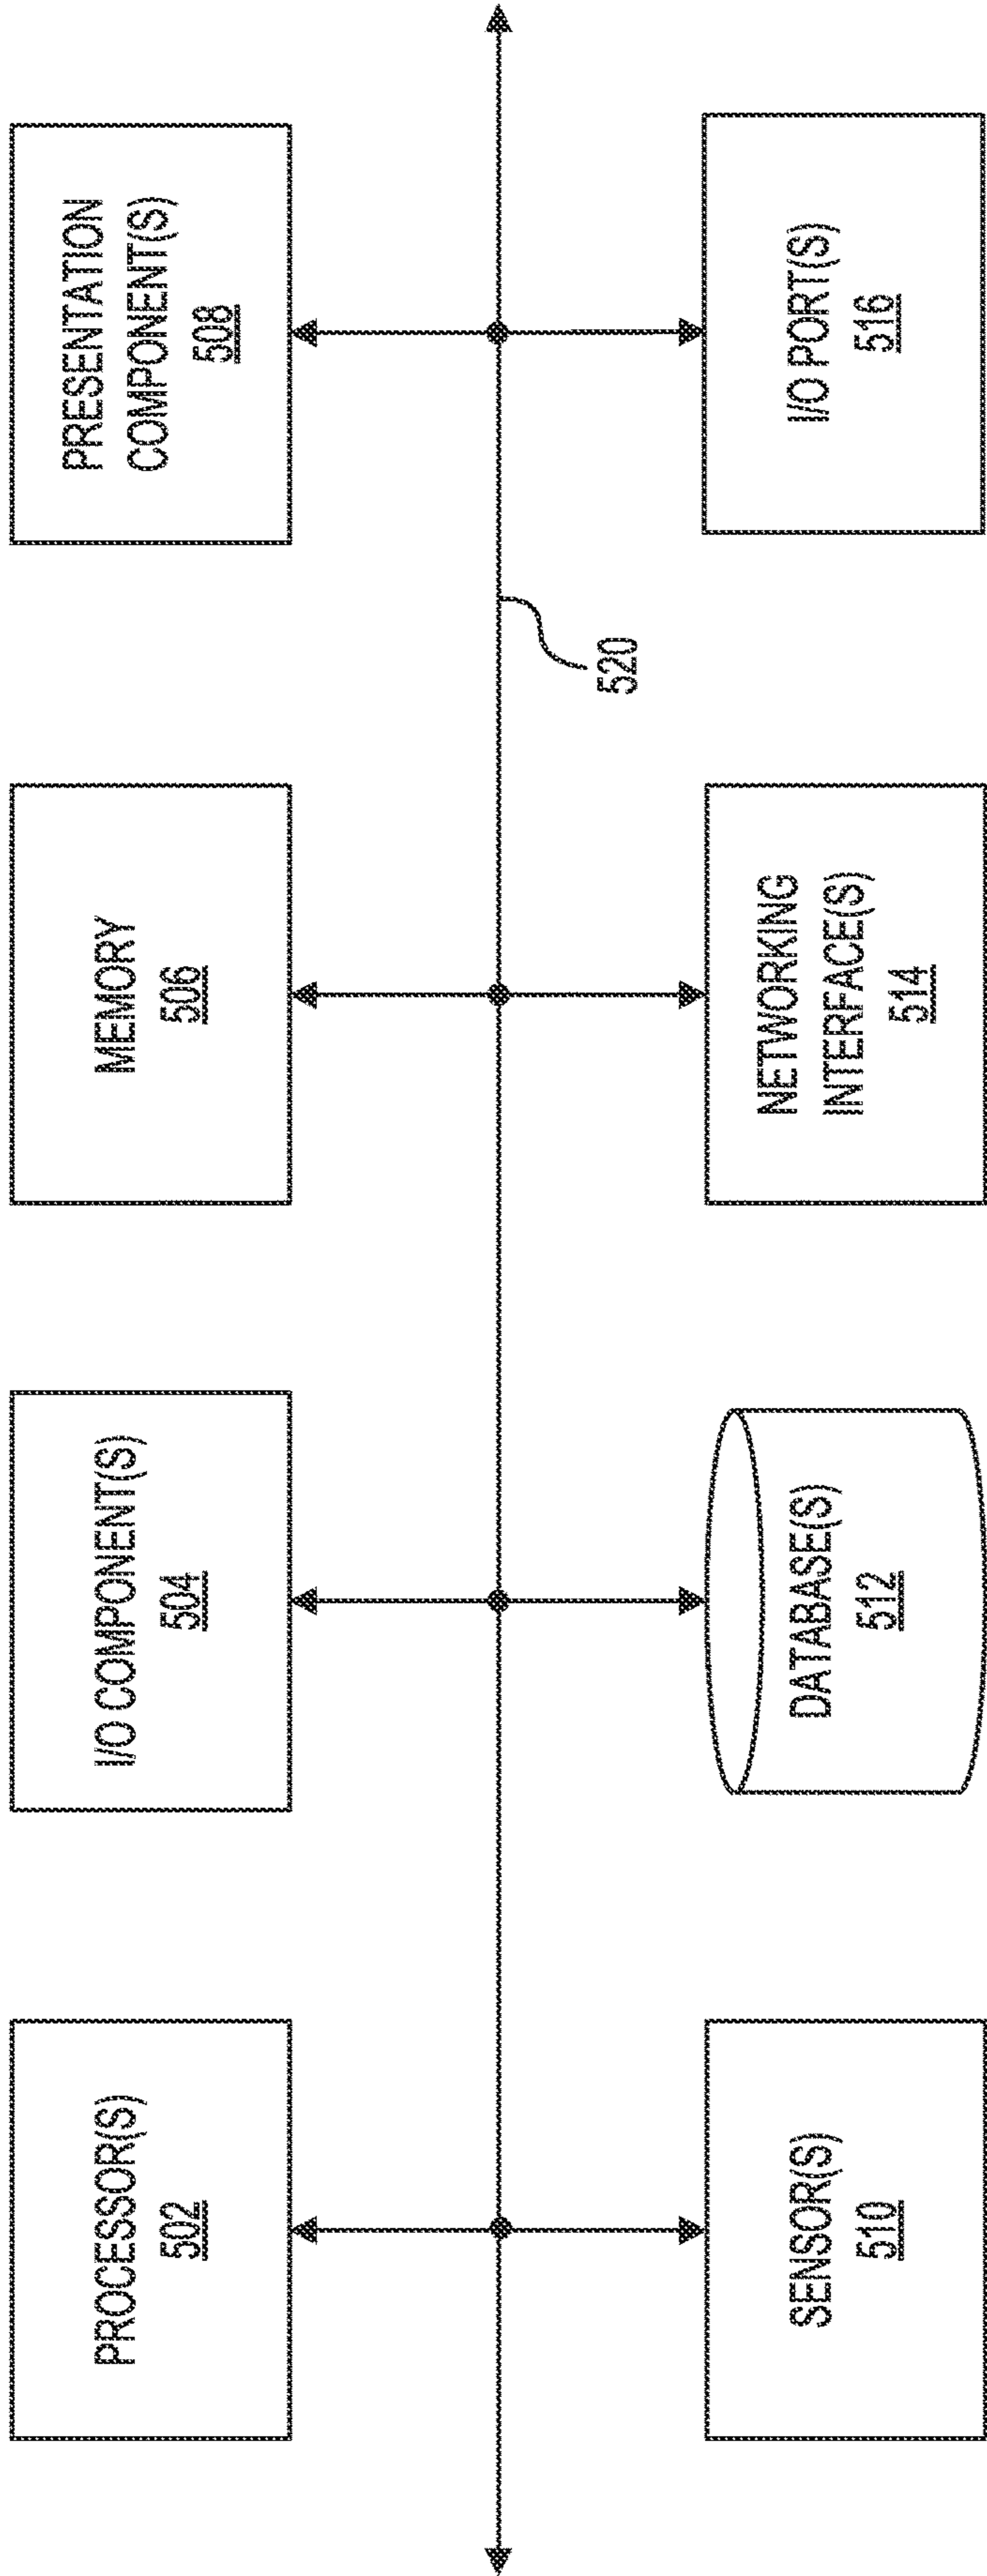 PROCESSOR(S)
502
I/O COMPONENT(S)
504
MEMORY
506
PRESENTATION
COMPONENT(S)
508
520
SENSOR(S)
510
DATABASE(S)
512
NETWORKING
INTERFACE(S)
514
I/O PORT(S)
516